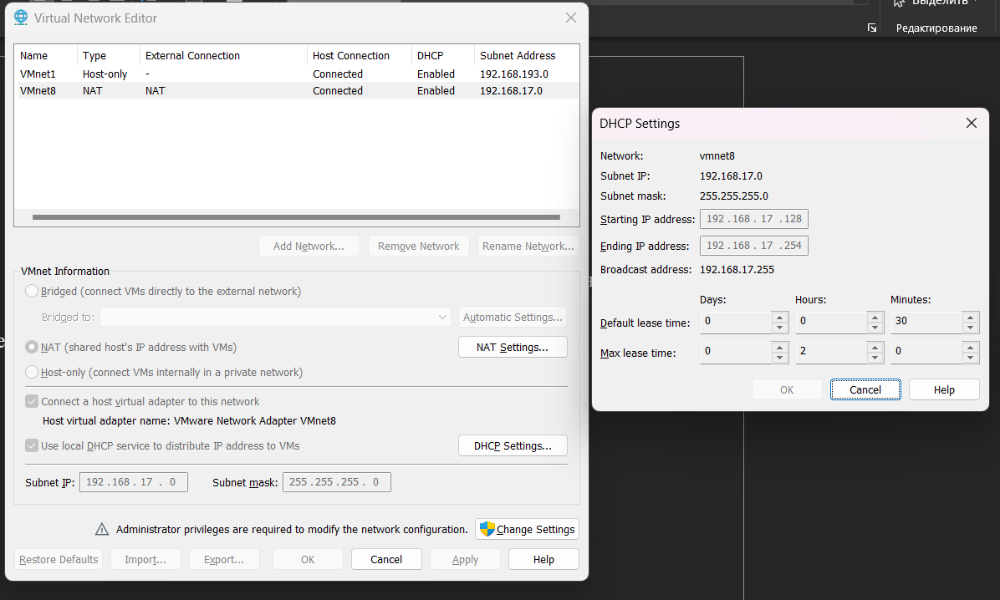 Выделить
Редактирование
Virtual Network Editor
Name Type External Connection Host Connection DHCP Subnet Address
VMnet1 Host-only - Connected Enabled 192.168.193.0
VMnet8 NAT NAT Connected Enabled 192.168.17.0
Add Network... Remove Network Rename Network...
VMnet Information
Bridged (connect VMs directly to the external network)
Bridged to: Automatic Settings...
NAT (shared host's IP address with VMs) NAT Settings...
Host-only (connect VMs internally in a private network)
Connect a host virtual adapter to this network
Host virtual adapter name: VMware Network Adapter VMnet8
Use local DHCP service to distribute IP address to VMs DHCP Settings...
Subnet IP: 192 . 168 . 17 . 0 Subnet mask: 255 . 255 . 255 . 0
Administrator privileges are required to modify the network configuration. Change Settings
Restore Defaults Import... Export... OK Cancel Apply Help
DHCP Settings
Network: vmnet8
Subnet IP: 192.168.17.0
Subnet mask: 255.255.255.0
Starting IP address: 192 . 168 . 17 . 128
Ending IP address: 192 . 168 . 17 . 254
Broadcast address: 192.168.17.255
Days: Hours: Minutes:
Default lease time: 0 0 30
Max lease time: 0 2 0
OK Cancel Help